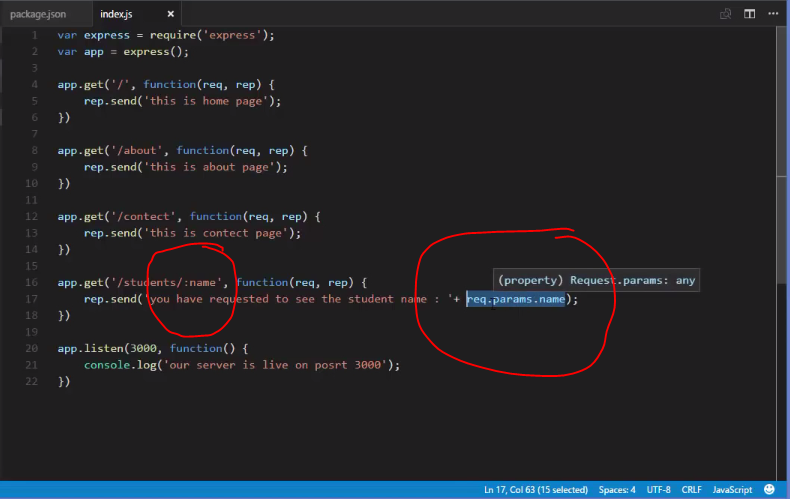 package.json index.js
1 var express = require('express');
2 var app = express();
3
4 app.get('/', function(req, rep) {
5 rep.send('this is home page');
6 })
7
8 app.get('/about', function(req, rep) {
9 rep.send('this is about page');
10 })
11
12 app.get('/contect', function(req, rep) {
13 rep.send('this is contect page');
14 })
15
16 app.get('/students/:name', function(req, rep) {
(property) Request.params: any
17 rep.send('you have requested to see the student name : '+ req.params.name);
18 })
19
20 app.listen(3000, function() {
21 console.log('our server is live on posrt 3000');
22 })
Ln 17, Col 63 (15 selected) Spaces: 4 UTF-8 CRLF JavaScript